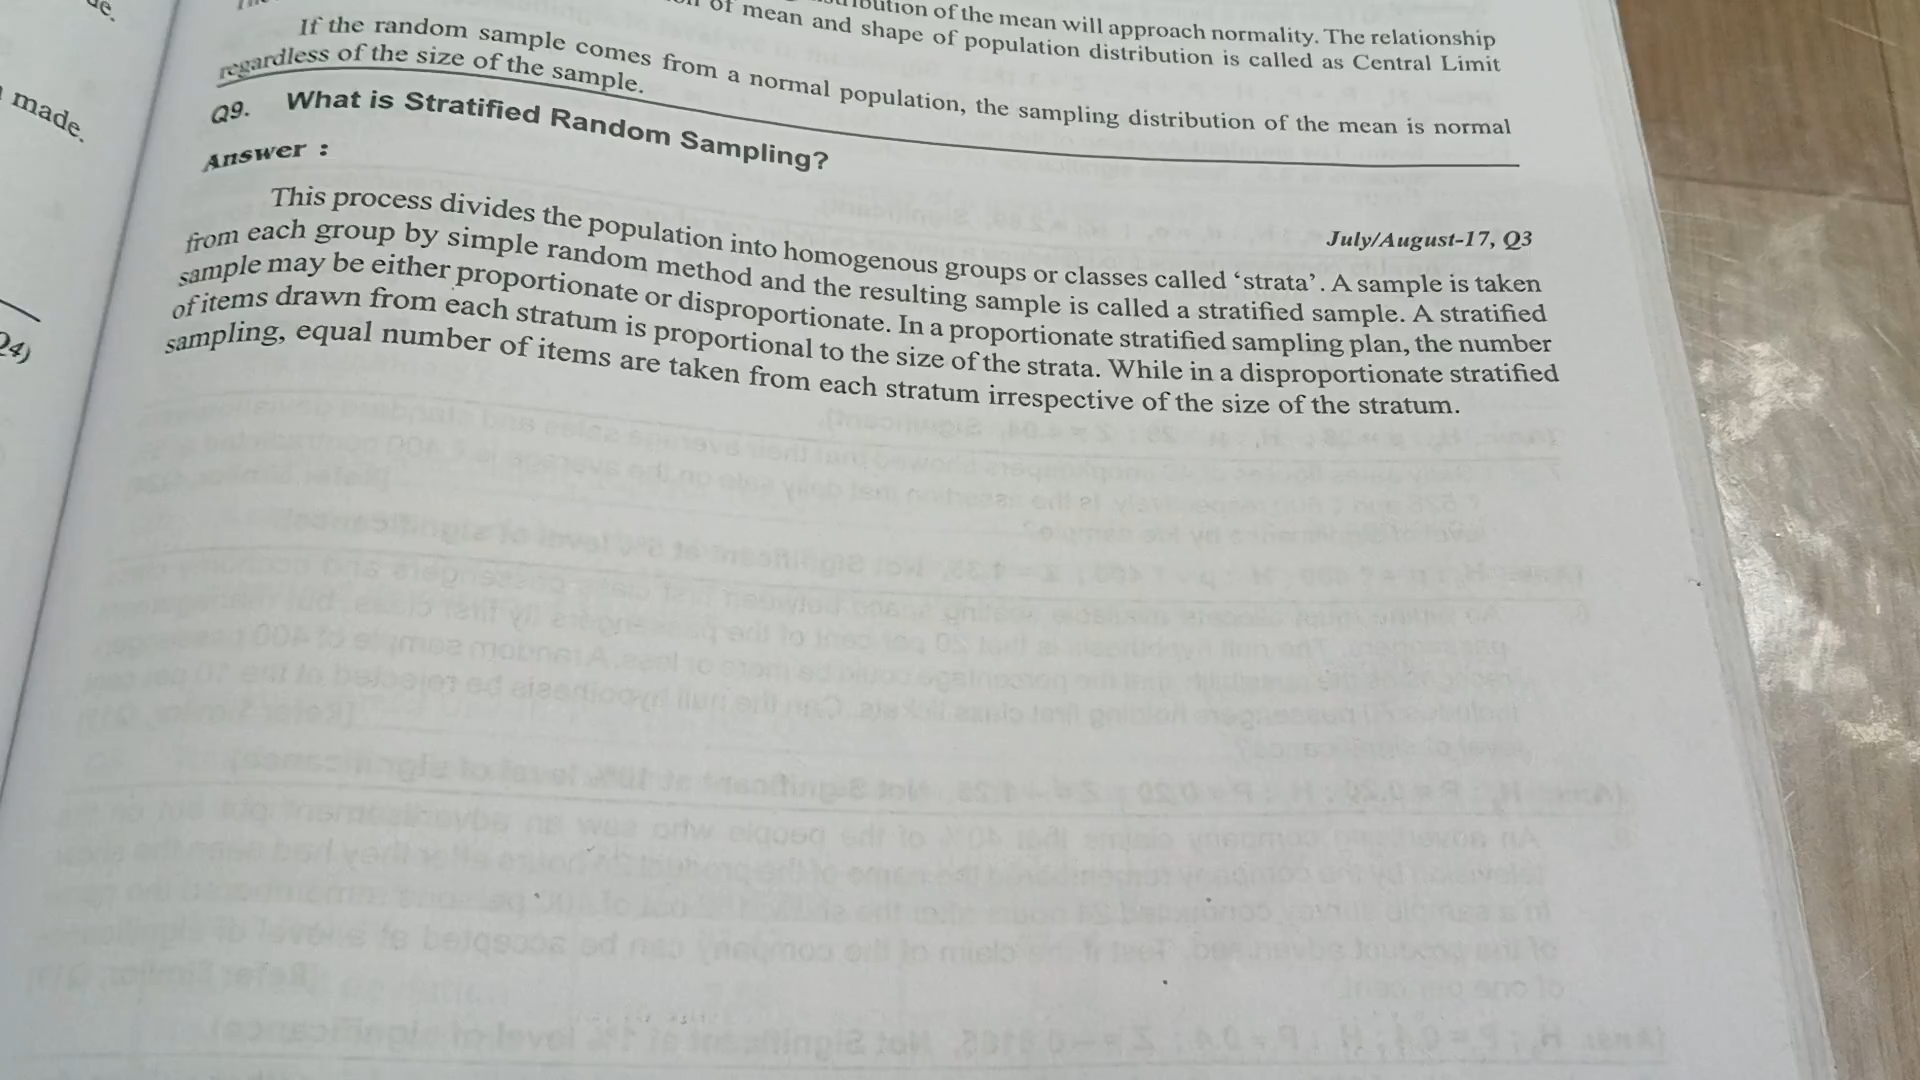 of the mean will approach normality. The relationship
of mean and shape of population distribution is called as Central Limit
If the random sample comes from a normal population, the sampling distribution of the mean is normal
regardless of the size of the sample.
Q9. What is Stratified Random Sampling?
Answer :
July/August-17, Q3
This process divides the population into homogenous groups or classes called ‘strata’. A sample is taken
from each group by simple random method and the resulting sample is called a stratified sample. A stratified
sample may be either proportionate or disproportionate. In a proportionate stratified sampling plan, the number
of items drawn from each stratum is proportional to the size of the strata. While in a disproportionate stratified
sampling, equal number of items are taken from each stratum irrespective of the size of the stratum.
made.